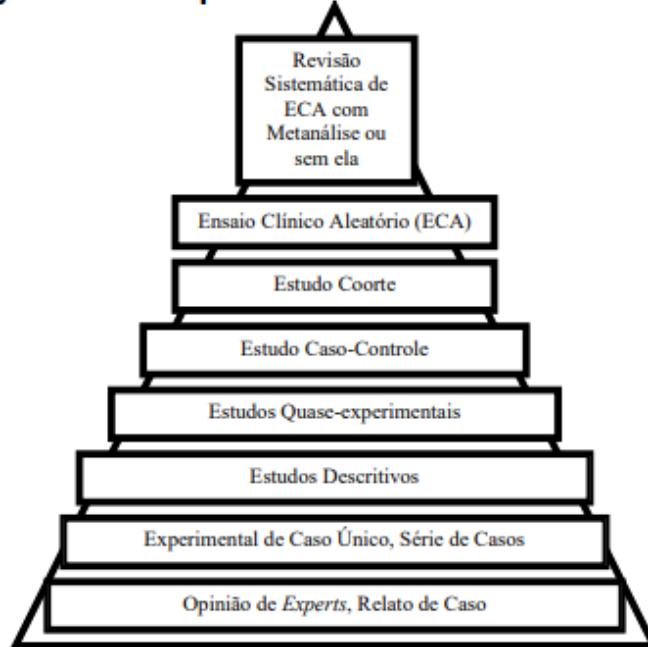 Revisão
Sistemática de
ECA com
Metanálise ou
sem ela
Ensaio Clínico Aleatório (ECA)
Estudo Coorte
Estudo Caso-Controle
Estudos Quase-experimentais
Estudos Descritivos
Experimental de Caso Único, Série de Casos
Opinião de Experts, Relato de Caso